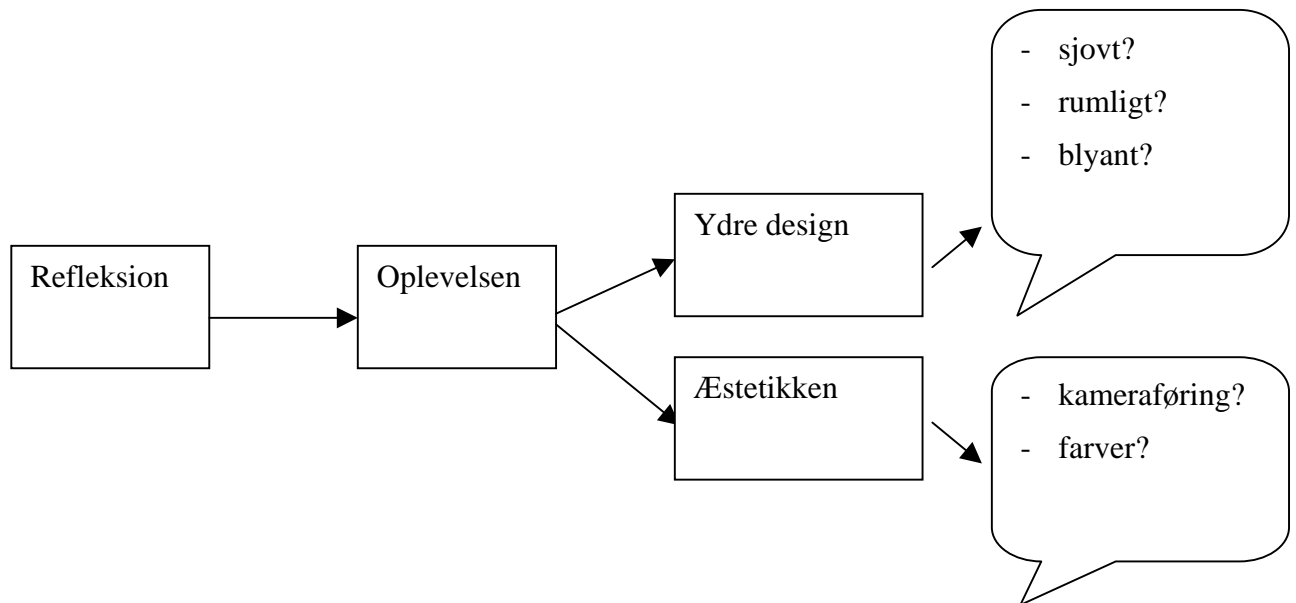 Refleksion
Oplevelsen
Ydre design
- sjovt?
- rumligt?
- blyant?
Æstetikken
- kameraføring?
- farver?